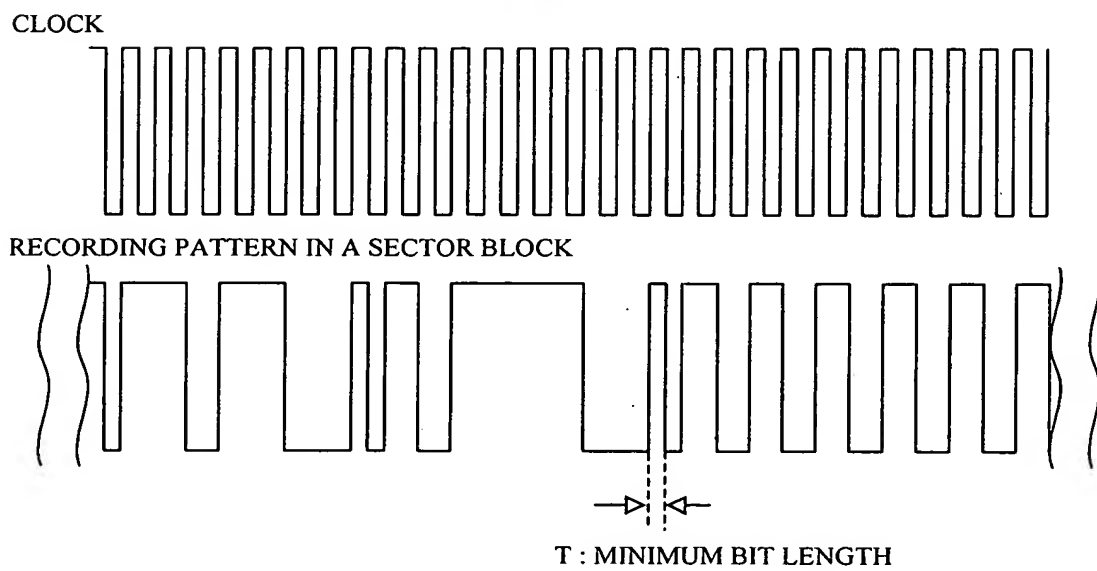 CLOCK
RECORDING PATTERN IN A SECTOR BLOCK
T : MINIMUM BIT LENGTH